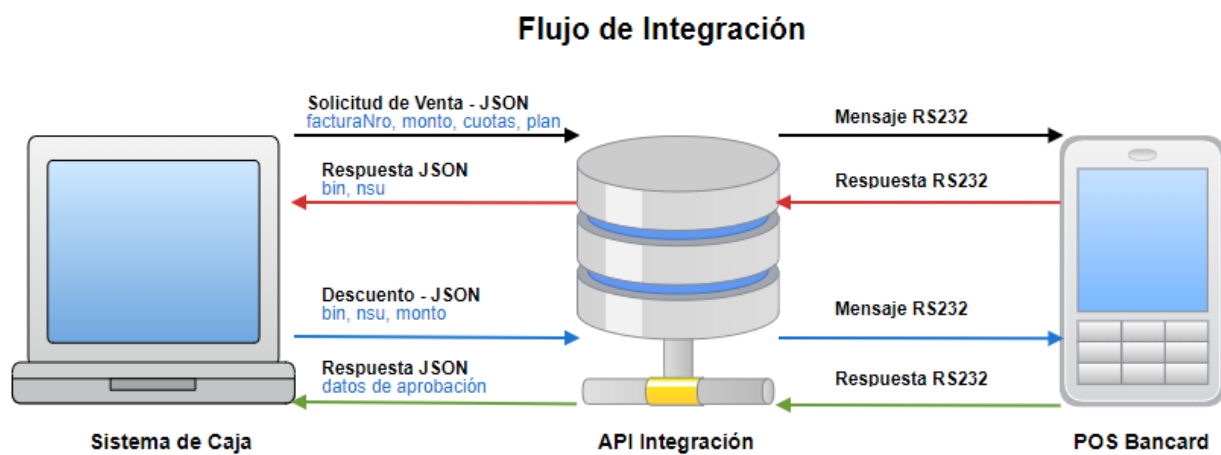 Flujo de Integración
Solicitud de Venta - JSON
facturaNro, monto, cuotas, plan
Mensaje RS232
Respuesta JSON
bin, nsu
Respuesta RS232
Descuento - JSON
bin, nsu, monto
Mensaje RS232
Respuesta JSON
datos de aprobación
Respuesta RS232
Sistema de Caja
API Integración
POS Bancard